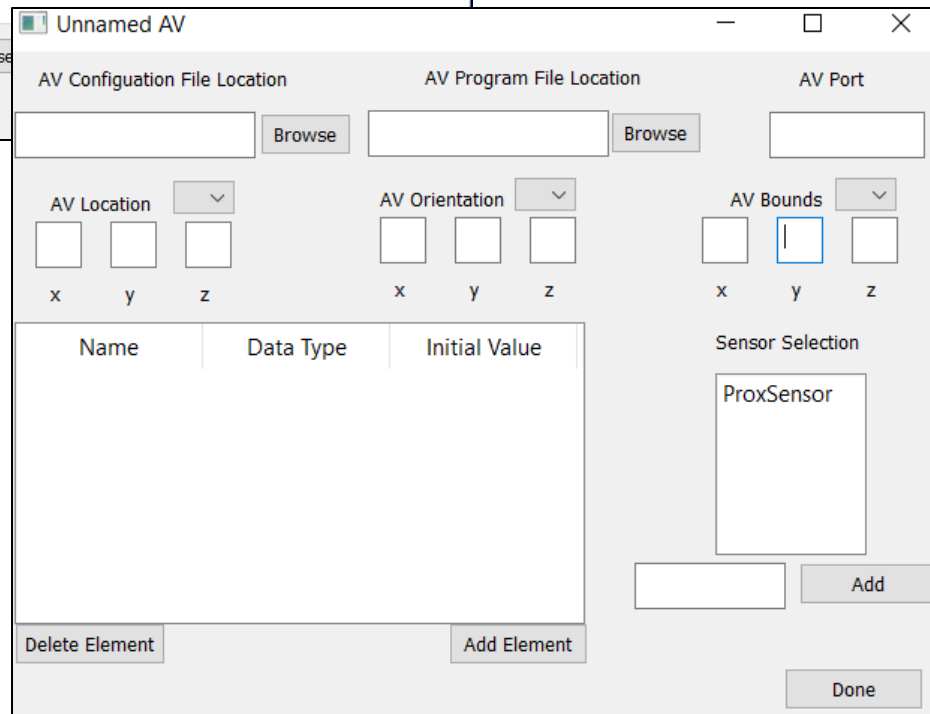 Unnamed AV
se
AV Configuation File Location
AV Program File Location
AV Port
Browse
Browse
AV Location
AV Orientation
AV Bounds
x y z
x y z
x y z
Name Data Type Initial Value
Sensor Selection
ProxSensor
Add
Delete Element
Add Element
Done